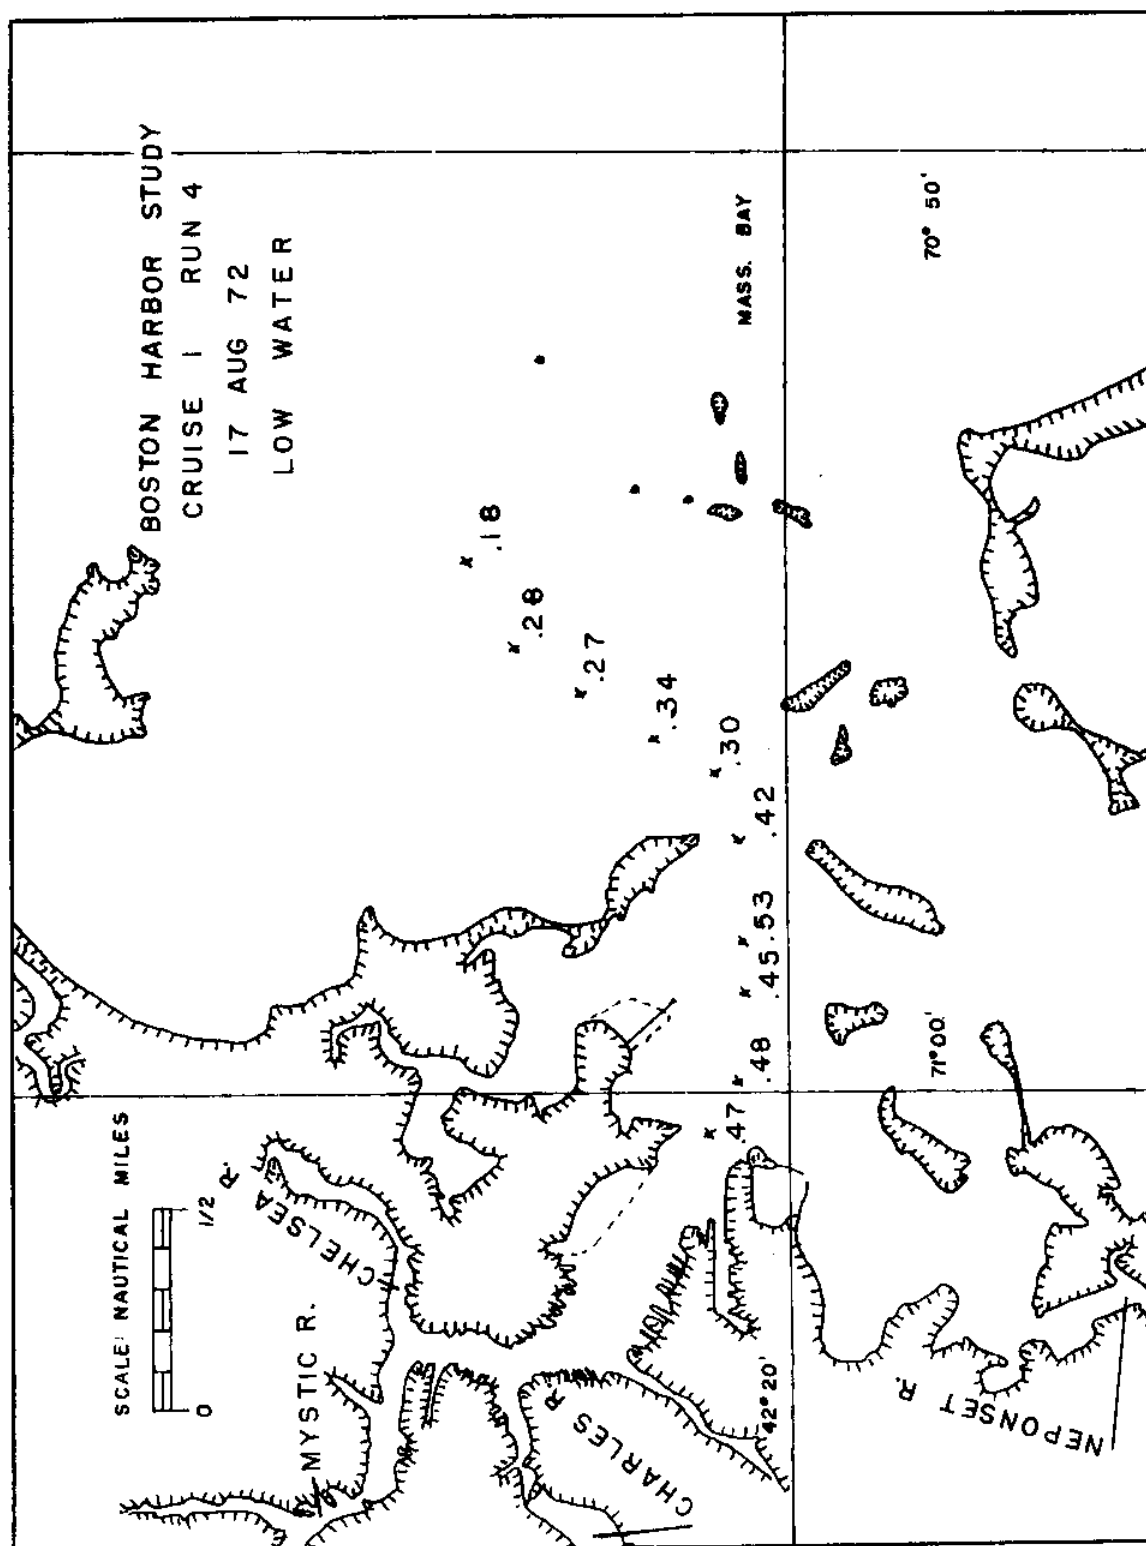 BOSTON HARBOR STUDY
CRUISE 1 RUN 4
17 AUG 72
LOW WATER
SCALE: NAUTICAL MILES
0 1/2
MYSTIC R.
CHELSEA R.
CHARLES R.
NEPONSET R.
MASS. BAY
42° 20'
71° 00'
70° 50'
.47
.48
.45
.53
.42
.30
.34
.27
.28
.18